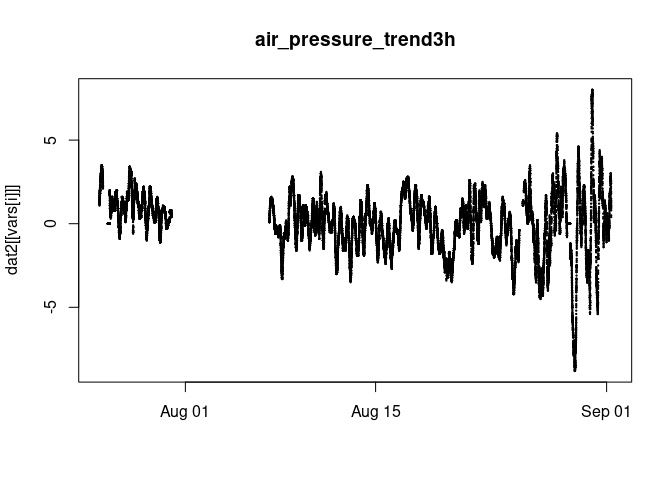 air_pressure_trend3h
dat2[[vars[i]]]
5
0
-5
Aug 01
Aug 15
Sep 01